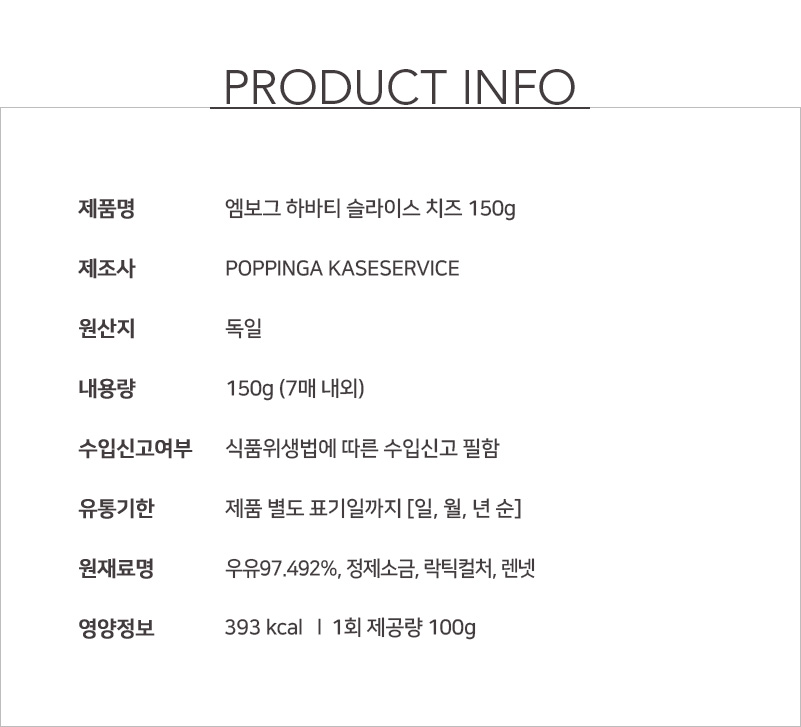 PRODUCT INFO
제품명 엠보그 하바티 슬라이스 치즈 150g
제조사 POPPINGA KASESERVICE
원산지 독일
내용량 150g (7매 내외)
수입신고여부 식품위생법에 따른 수입신고 필함
유통기한 제품 별도 표기일까지 [일, 월, 년 순]
원재료명 우유97.492%, 정제소금, 락틱컬처, 렌넷
영양정보 393 kcal ㅣ 1회 제공량 100g